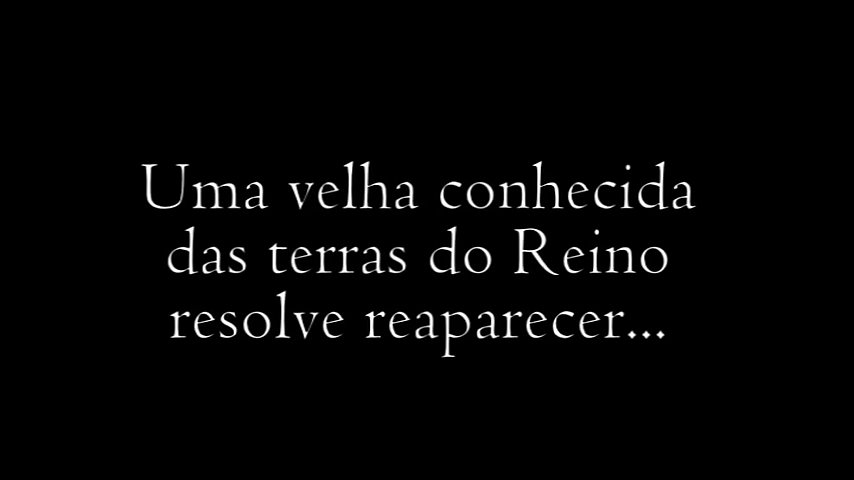 Uma velha conhecida
das terras do Reino
resolve reaparecer...